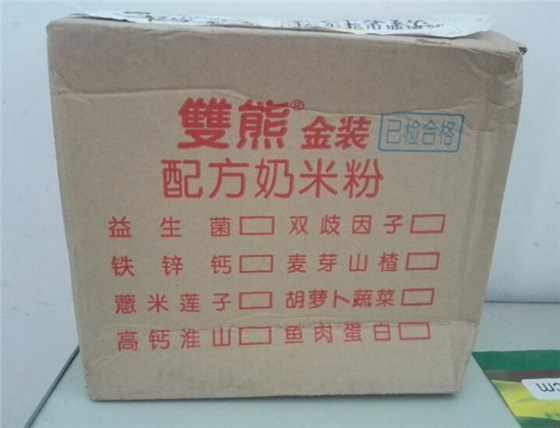 雙熊® 金装 已检合格
配方奶米粉
益生菌□ 双歧因子□
铁锌钙□ 麦芽山楂□
薏米莲子□ 胡萝卜蔬菜□
高钙淮山□ 鱼肉蛋白□